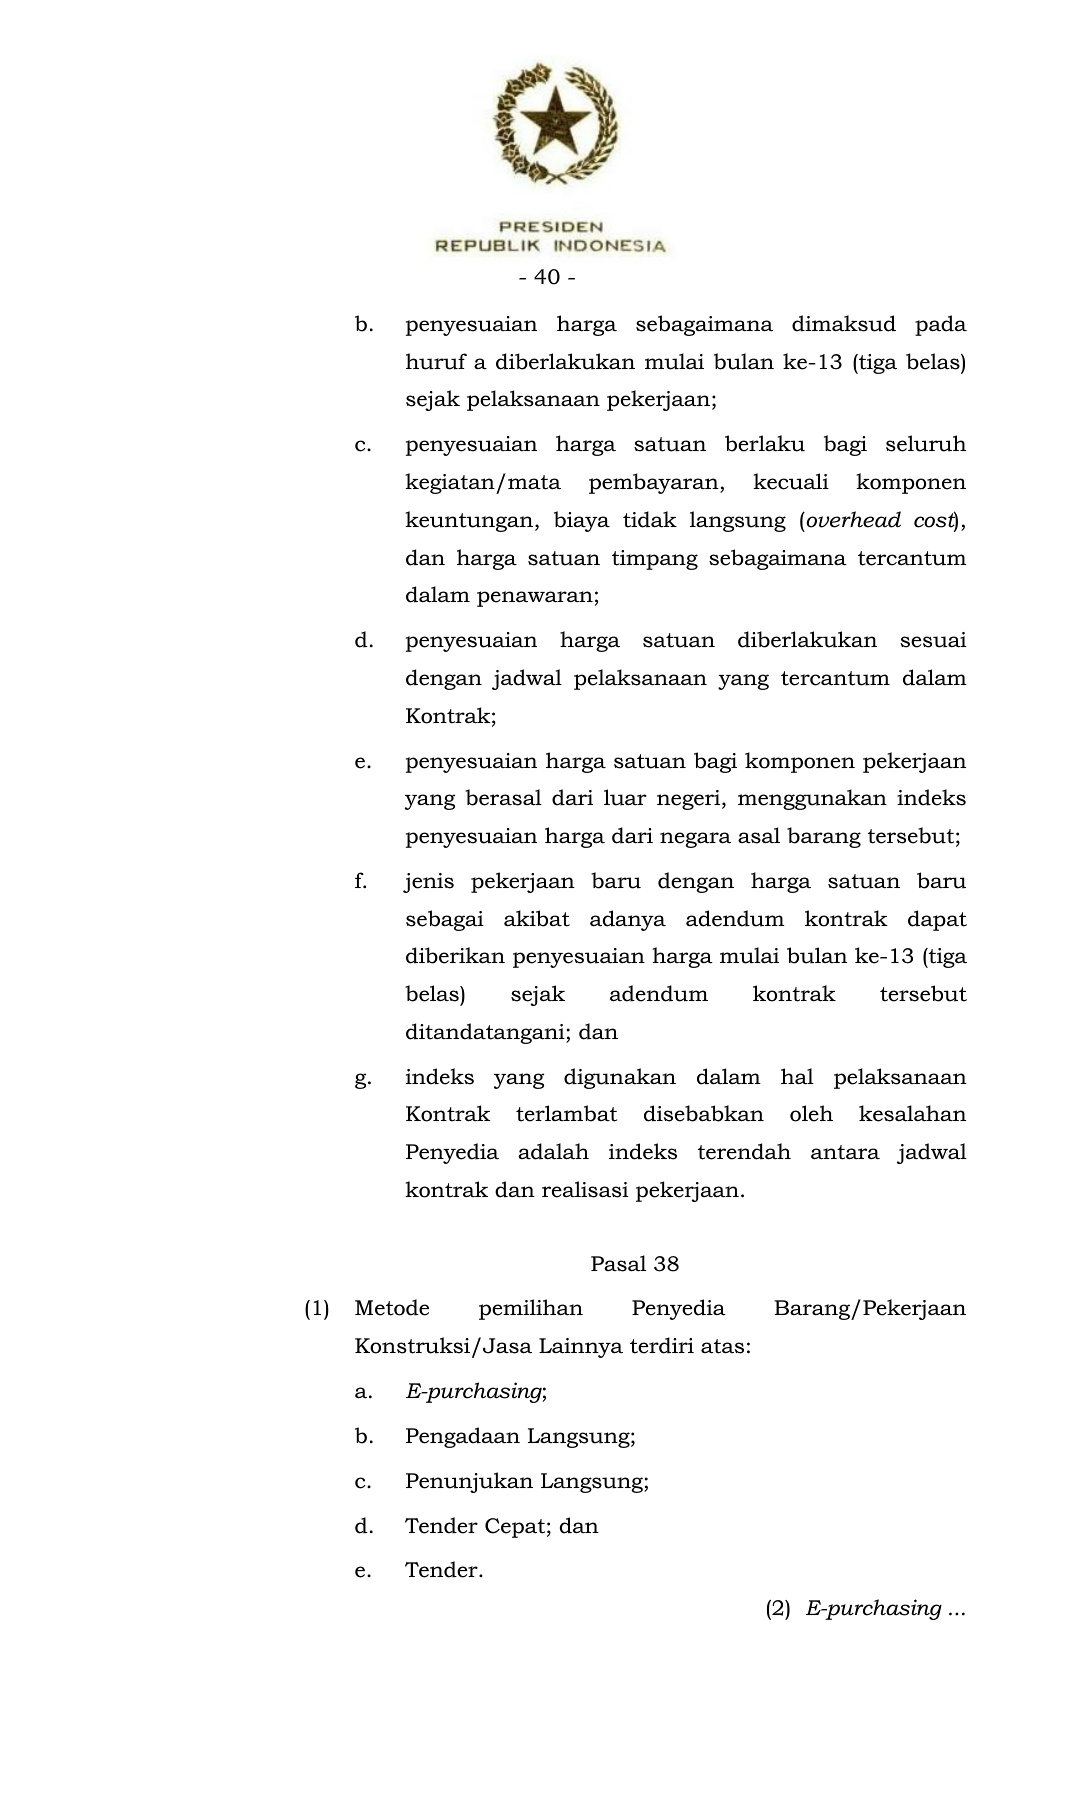 PRESIDEN
REPUBLIK INDONESIA
- 40 -
b. penyesuaian harga sebagaimana dimaksud pada
huruf a diberlakukan mulai bulan ke-13 (tiga belas)
sejak pelaksanaan pekerjaan;
c. penyesuaian harga satuan berlaku bagi seluruh
kegiatan/mata pembayaran, kecuali komponen
keuntungan, biaya tidak langsung (overhead cost),
dan harga satuan timpang sebagaimana tercantum
dalam penawaran;
d. penyesuaian harga satuan diberlakukan sesuai
dengan jadwal pelaksanaan yang tercantum dalam
Kontrak;
e. penyesuaian harga satuan bagi komponen pekerjaan
yang berasal dari luar negeri, menggunakan indeks
penyesuaian harga dari negara asal barang tersebut;
f. jenis pekerjaan baru dengan harga satuan baru
sebagai akibat adanya adendum kontrak dapat
diberikan penyesuaian harga mulai bulan ke-13 (tiga
belas) sejak adendum kontrak tersebut
ditandatangani; dan
g. indeks yang digunakan dalam hal pelaksanaan
Kontrak terlambat disebabkan oleh kesalahan
Penyedia adalah indeks terendah antara jadwal
kontrak dan realisasi pekerjaan.
Pasal 38
(1) Metode pemilihan Penyedia Barang/Pekerjaan
Konstruksi/Jasa Lainnya terdiri atas:
a. E-purchasing;
b. Pengadaan Langsung;
c. Penunjukan Langsung;
d. Tender Cepat; dan
e. Tender.
(2) E-purchasing ...